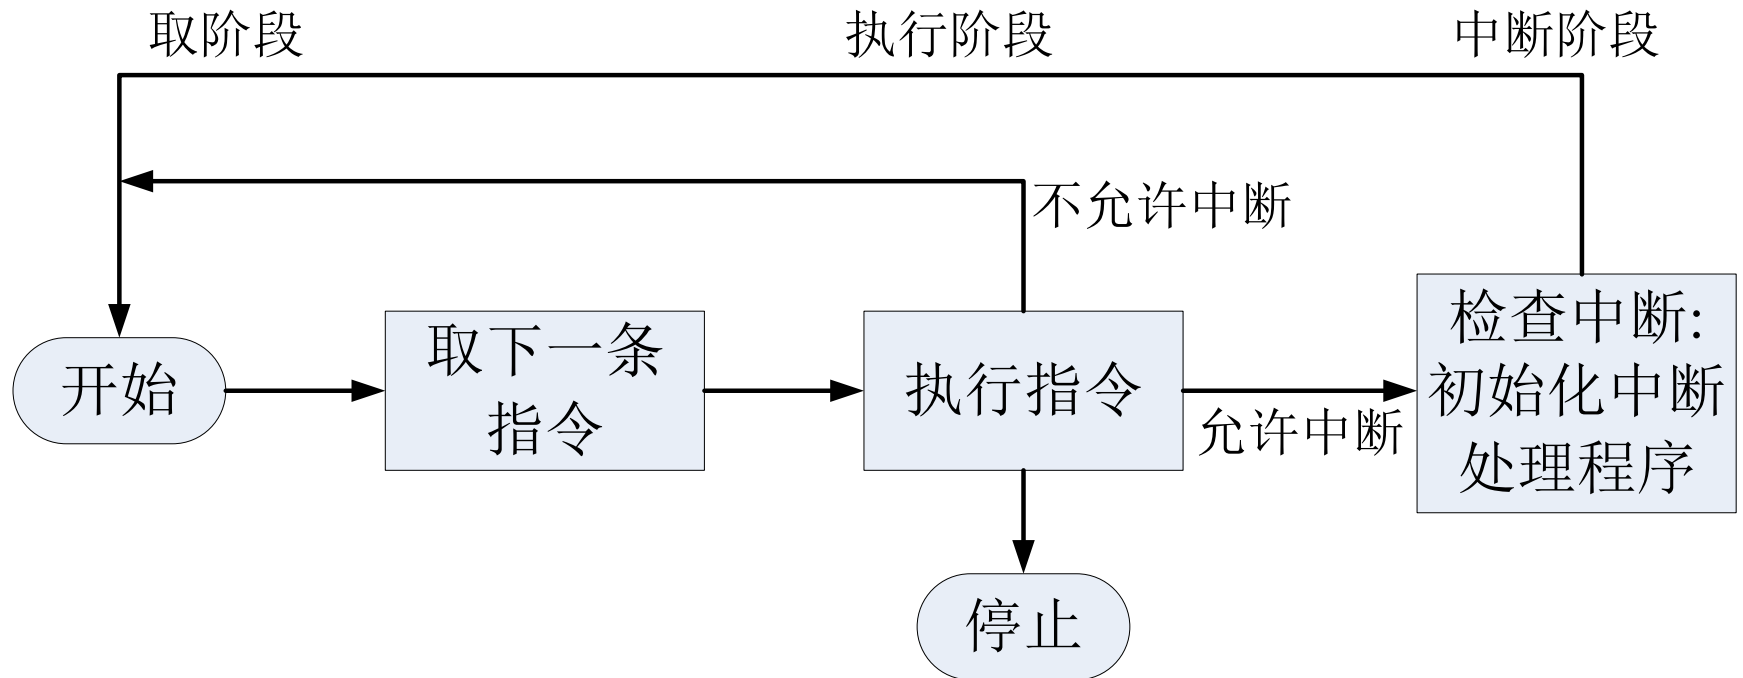 取阶段
执行阶段
中断阶段
不允许中断
开始
取下一条
指令
执行指令
允许中断
检查中断:
初始化中断
处理程序
停止